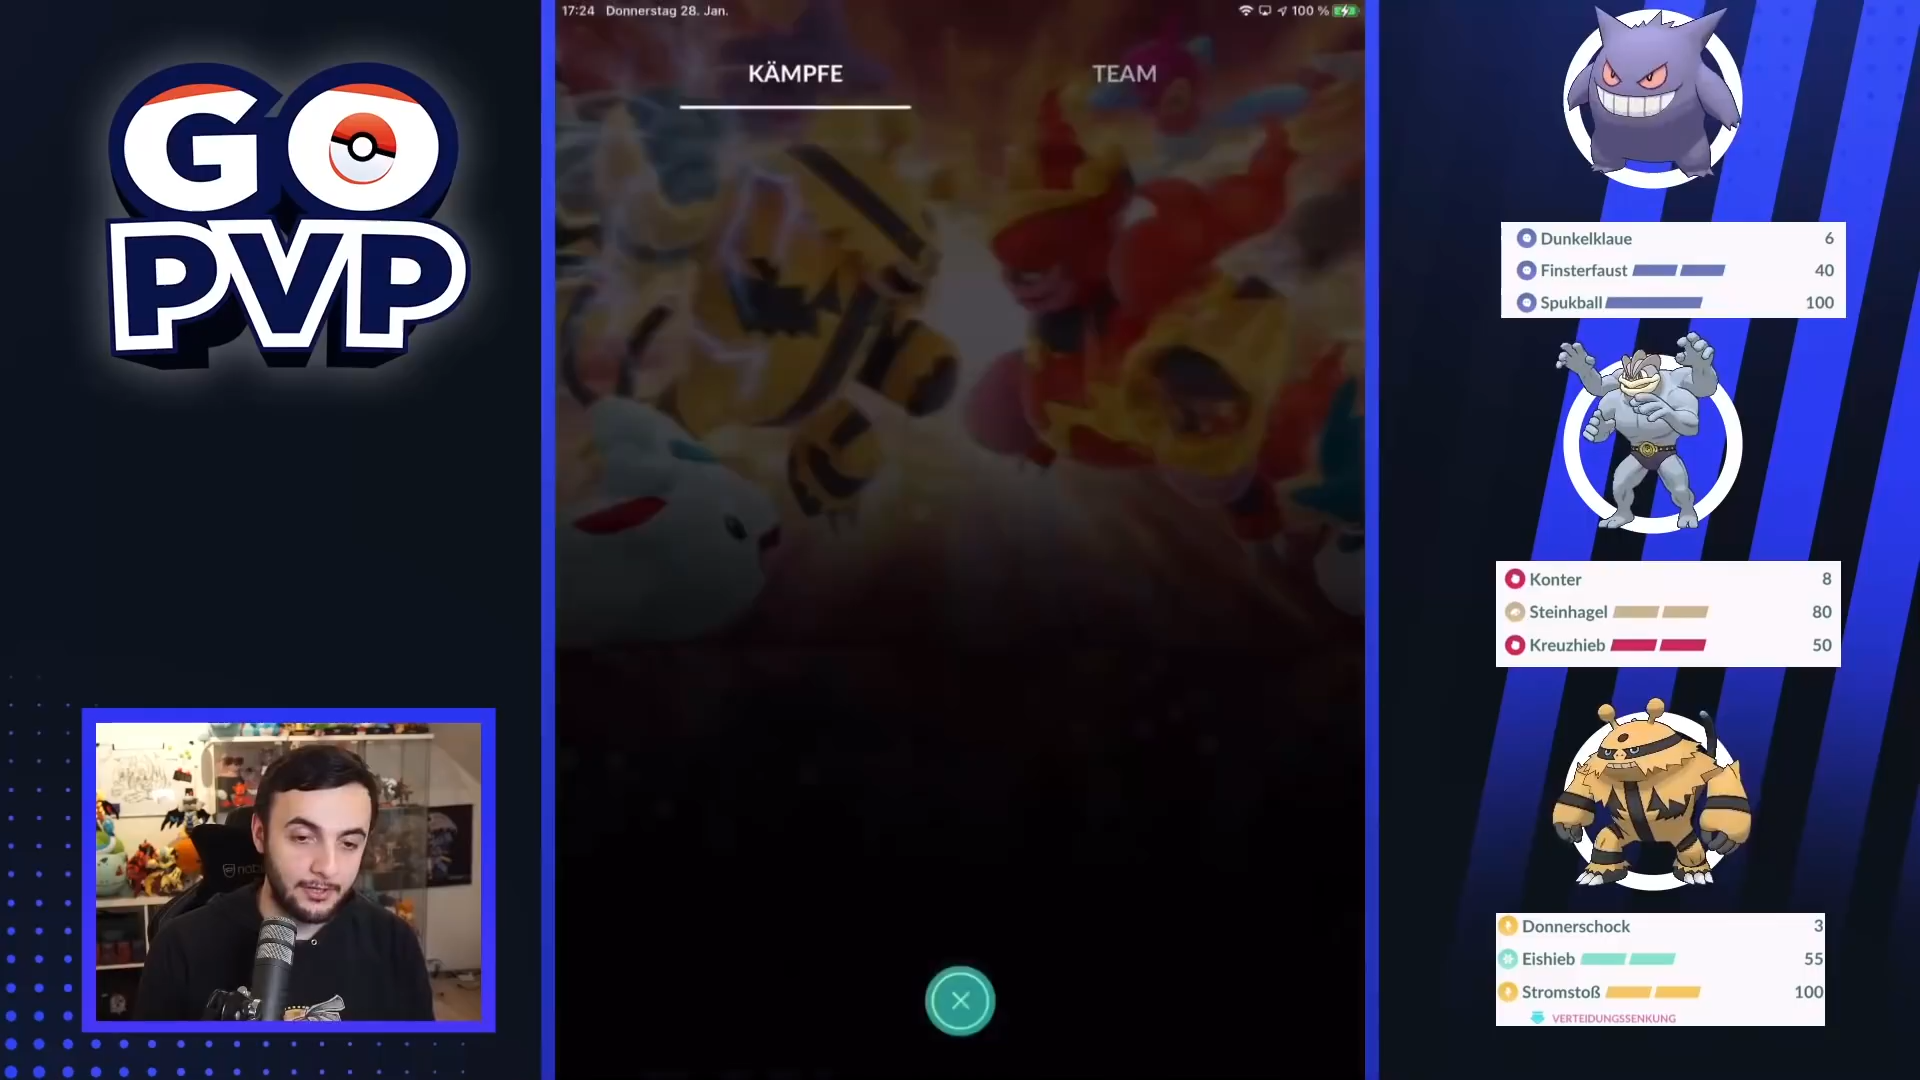 17:24 Donnerstag 28. Jan.
100 %
KÄMPFE
TEAM
GO
PVP
Dunkelklaue 6
Finsterfaust 40
Spukball 100
Konter 8
Steinhagel 80
Kreuzhieb 50
Donnerschock 3
Eishieb 55
Stromstoß 100
VERTEIDUNGSSENKUNG